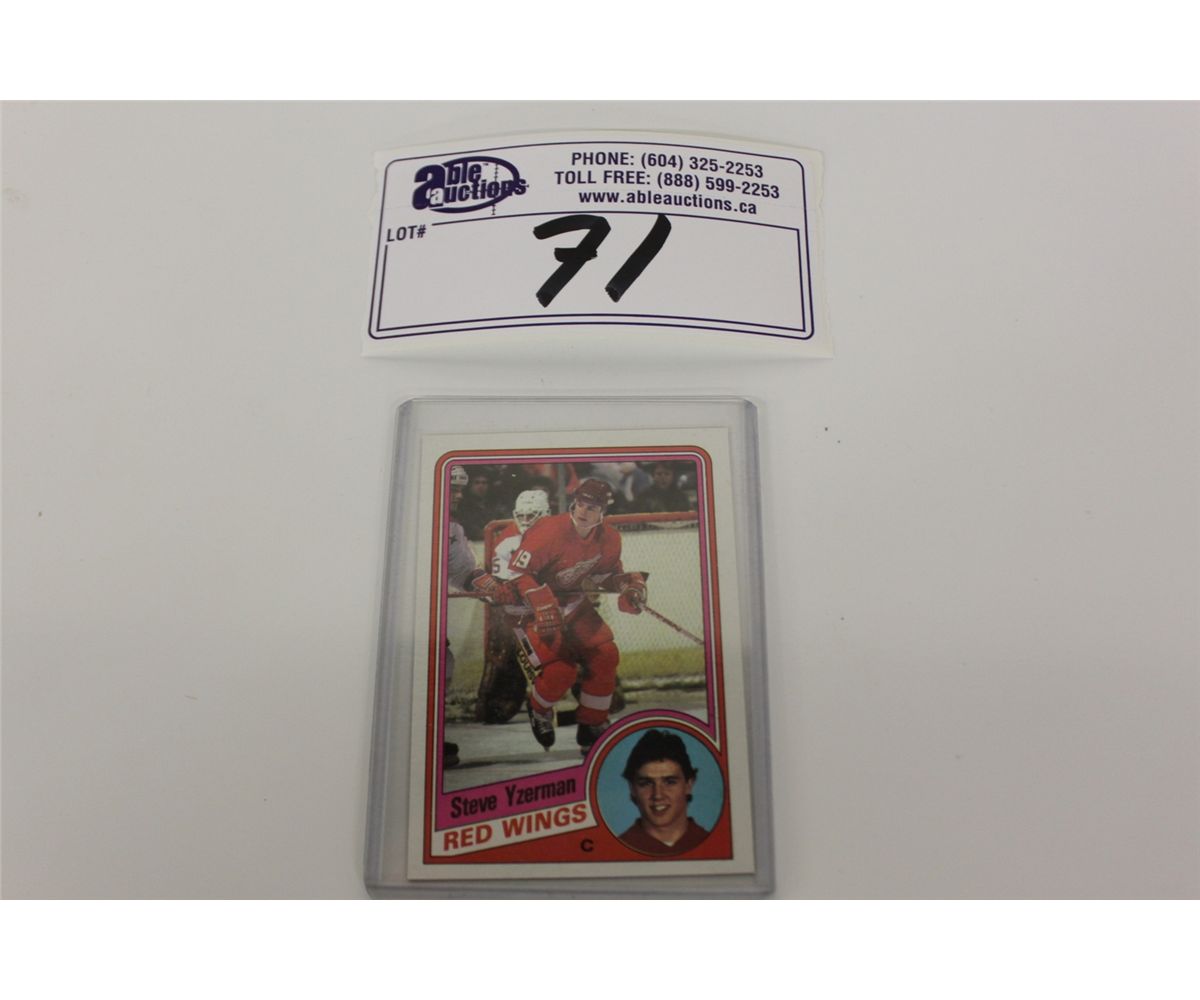 able auctions™
PHONE: (604) 325-2253
TOLL FREE: (888) 599-2253
www.ableauctions.ca
LOT#
71
19
Steve Yzerman
RED WINGS
C